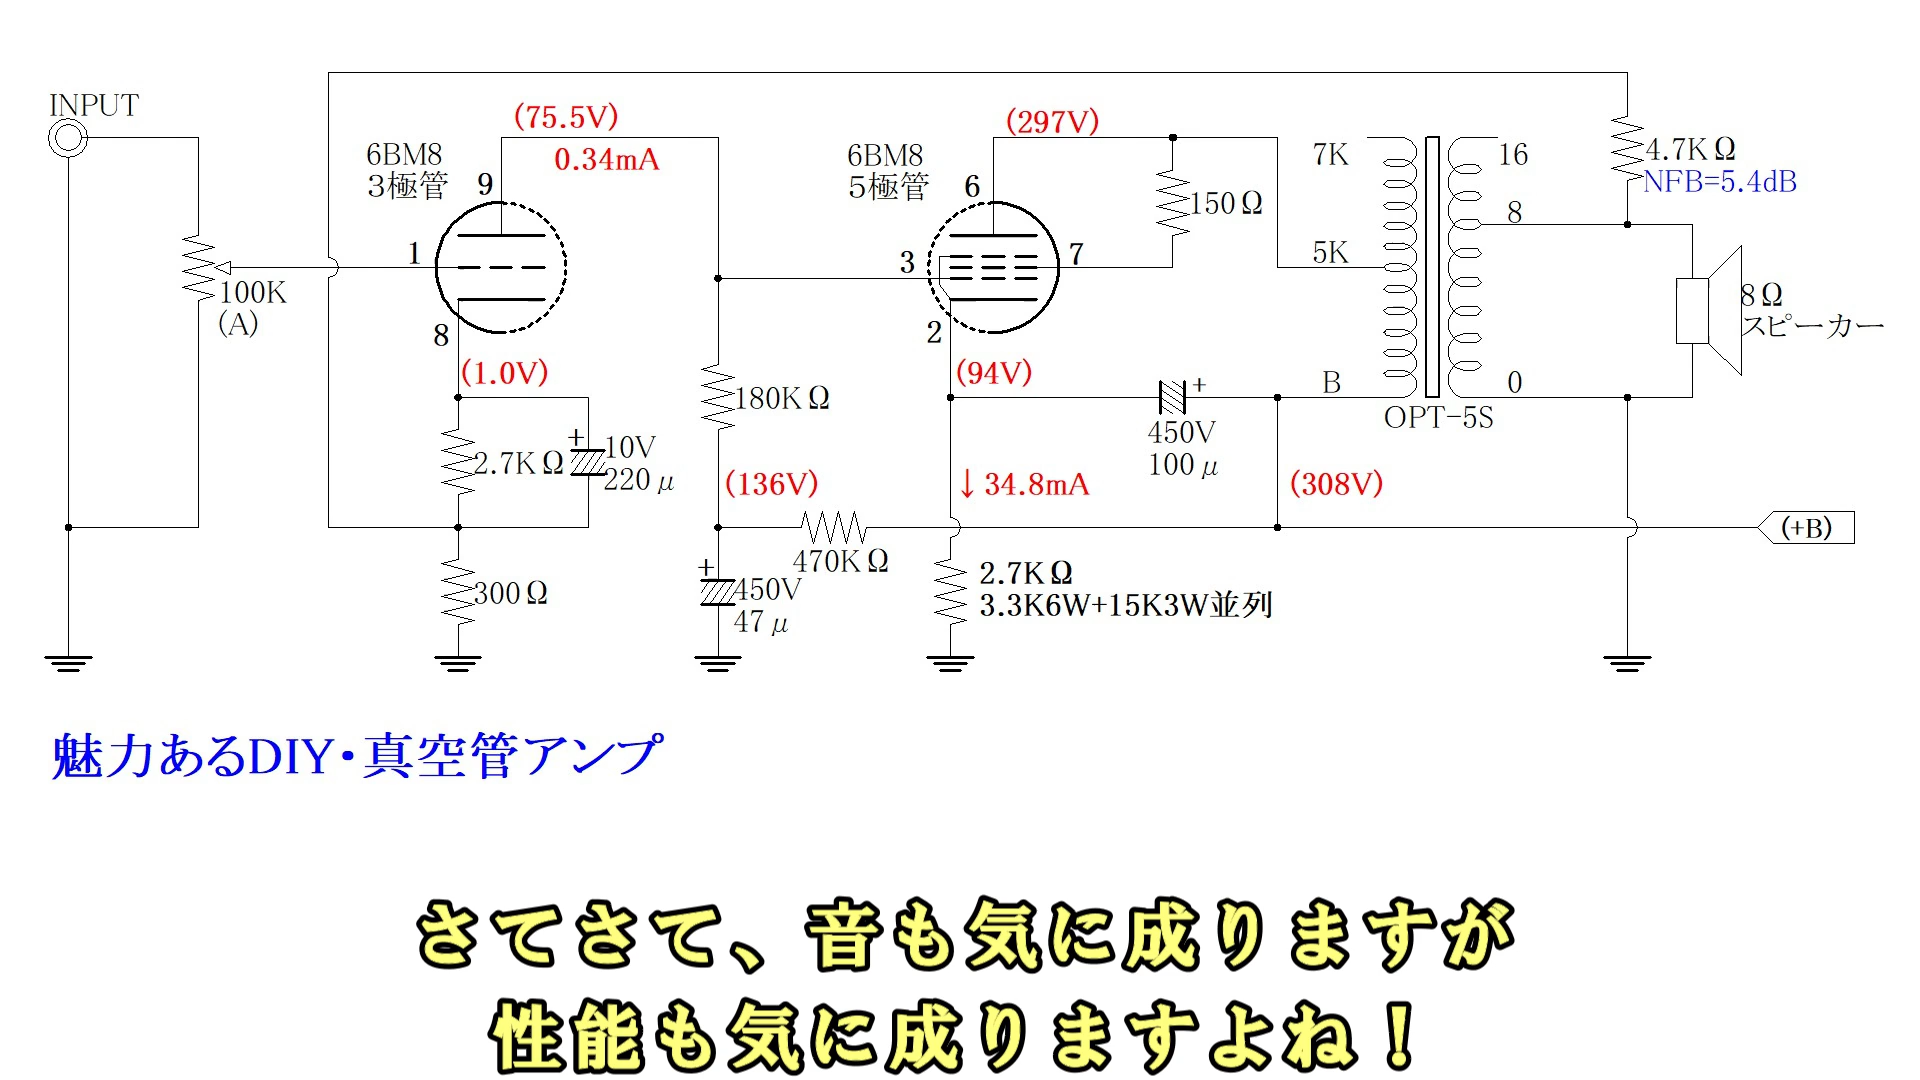 INPUT
100K
(A)
6BM8
3極管
9
1
8
(75.5V)
0.34mA
(1.0V)
2.7KΩ
+
10V
220μ
300Ω
180KΩ
(136V)
470KΩ
+
450V
47μ
6BM8
5極管
6
3
7
2
(297V)
150Ω
(94V)
↓34.8mA
2.7KΩ
3.3K6W+15K3W並列
+
450V
100μ
(308V)
7K
5K
B
16
8
0
OPT-5S
4.7KΩ
NFB=5.4dB
8Ω
スピーカー
(+B)
魅力あるDIY・真空管アンプ
さてさて、音も気に成りますが
性能も気に成りますよね！